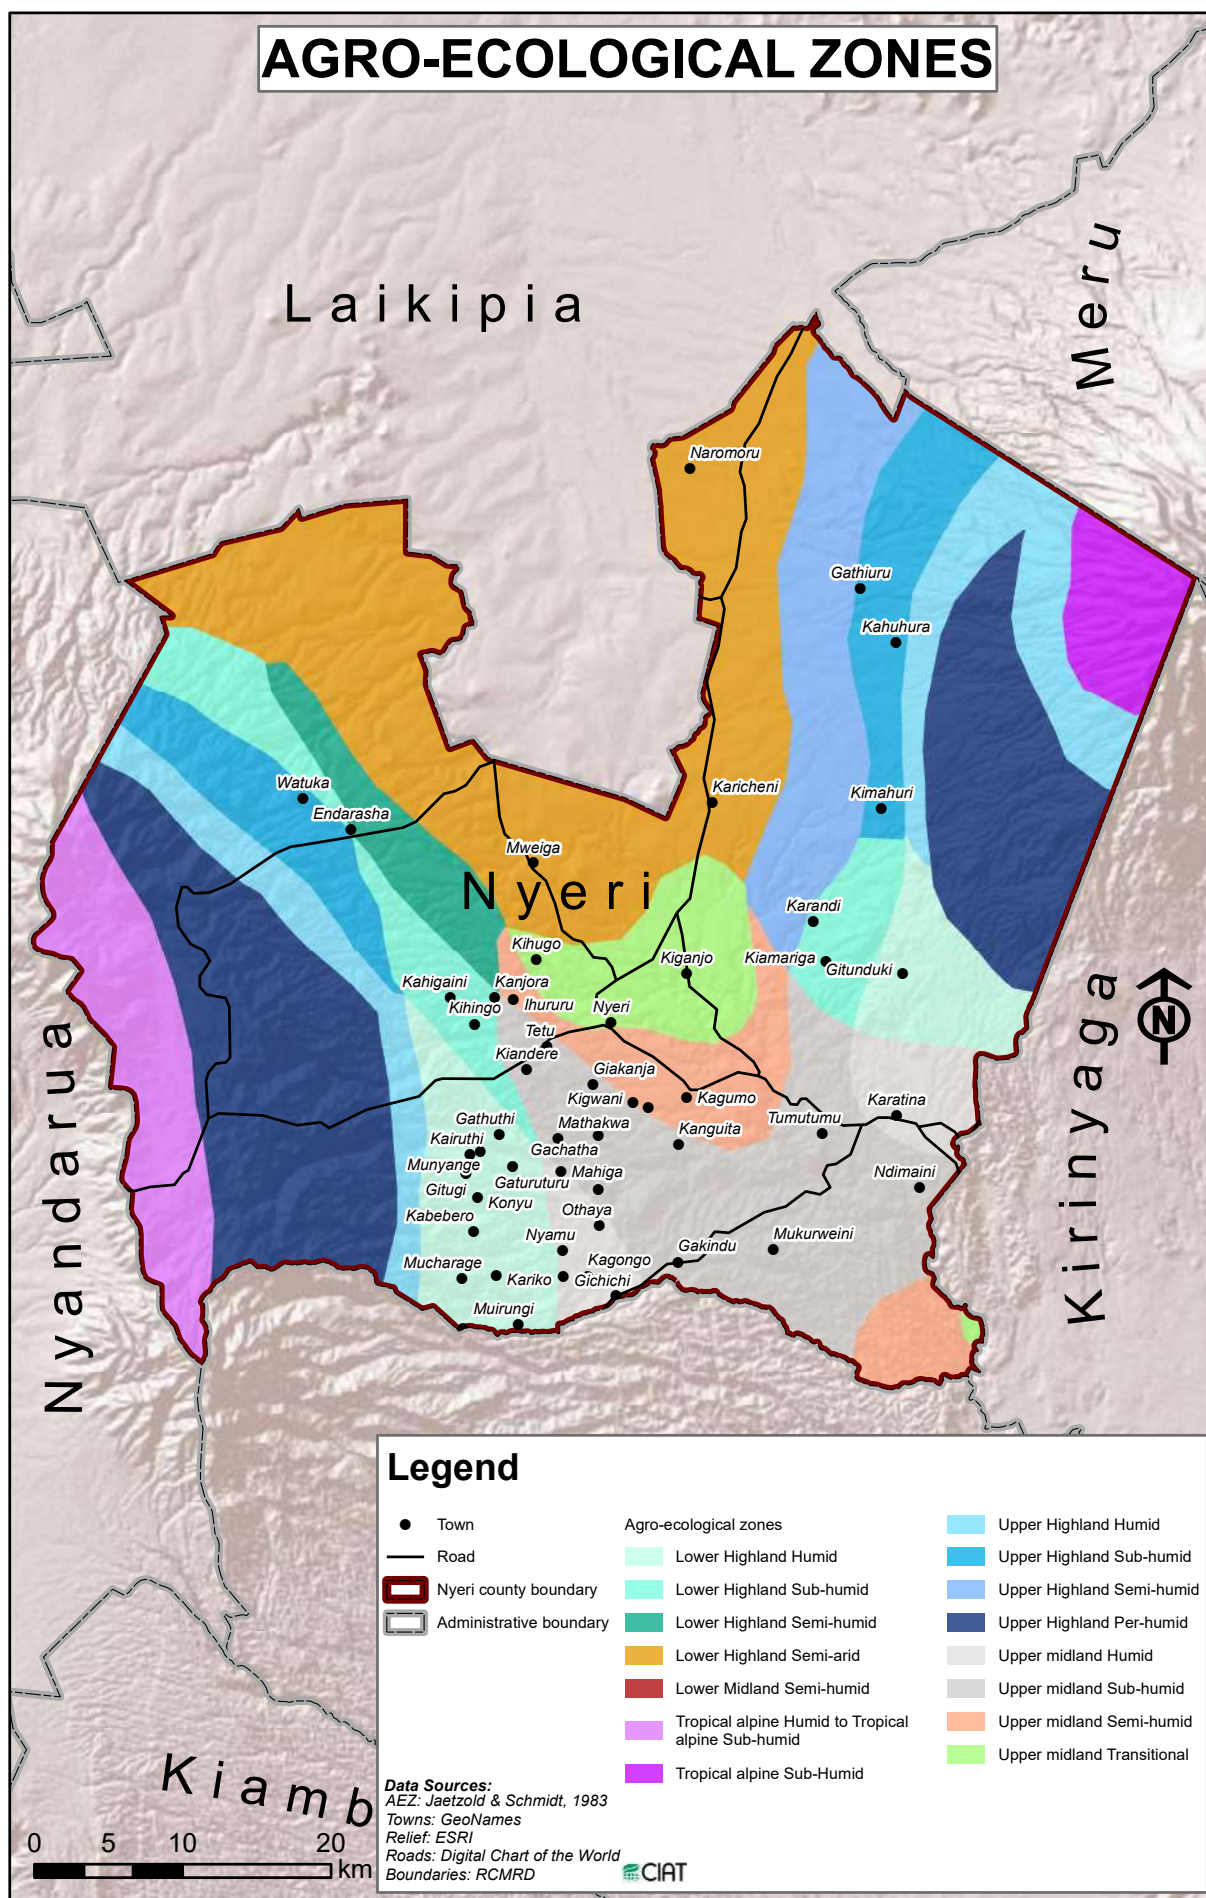 AGRO-ECOLOGICAL ZONES
Laikipia
Meru
Naromoru
Gathiuru
Kahuhura
Watuka
Endarasha
Karicheni
Kimahuri
Mweiga
Nyeri
Karandi
Kihugo
Kiganjo
Kiamariga
Gitunduki
Kahigaini
Kanjora
Ihururu
Kihingo
Nyeri
Tetu
Kiandere
Giakanja
Kigwani
Kagumo
Karatina
Gathuthi
Mathakwa
Tumutumu
Kairuthi
Gachatha
Kanguita
Munyange
Mahiga
Gaturuturu
Ndimaini
Gitugi
Konyu
Kabebero
Othaya
Nyamu
Mukurweini
Gakindu
Mucharage
Kagongo
Kariko
Gichichi
Muirungi
Nyandarua
Kirinyaga
N
Kiamb
Legend
Town
Road
Nyeri county boundary
Administrative boundary
Agro-ecological zones
Lower Highland Humid
Lower Highland Sub-humid
Lower Highland Semi-humid
Lower Highland Semi-arid
Lower Midland Semi-humid
Tropical alpine Humid to Tropical
alpine Sub-humid
Tropical alpine Sub-Humid
Upper Highland Humid
Upper Highland Sub-humid
Upper Highland Semi-humid
Upper Highland Per-humid
Upper midland Humid
Upper midland Sub-humid
Upper midland Semi-humid
Upper midland Transitional
Data Sources:
AEZ: Jaetzold & Schmidt, 1983
Towns: GeoNames
Relief: ESRI
Roads: Digital Chart of the World
Boundaries: RCMRD
CIAT
0 5 10 20
km